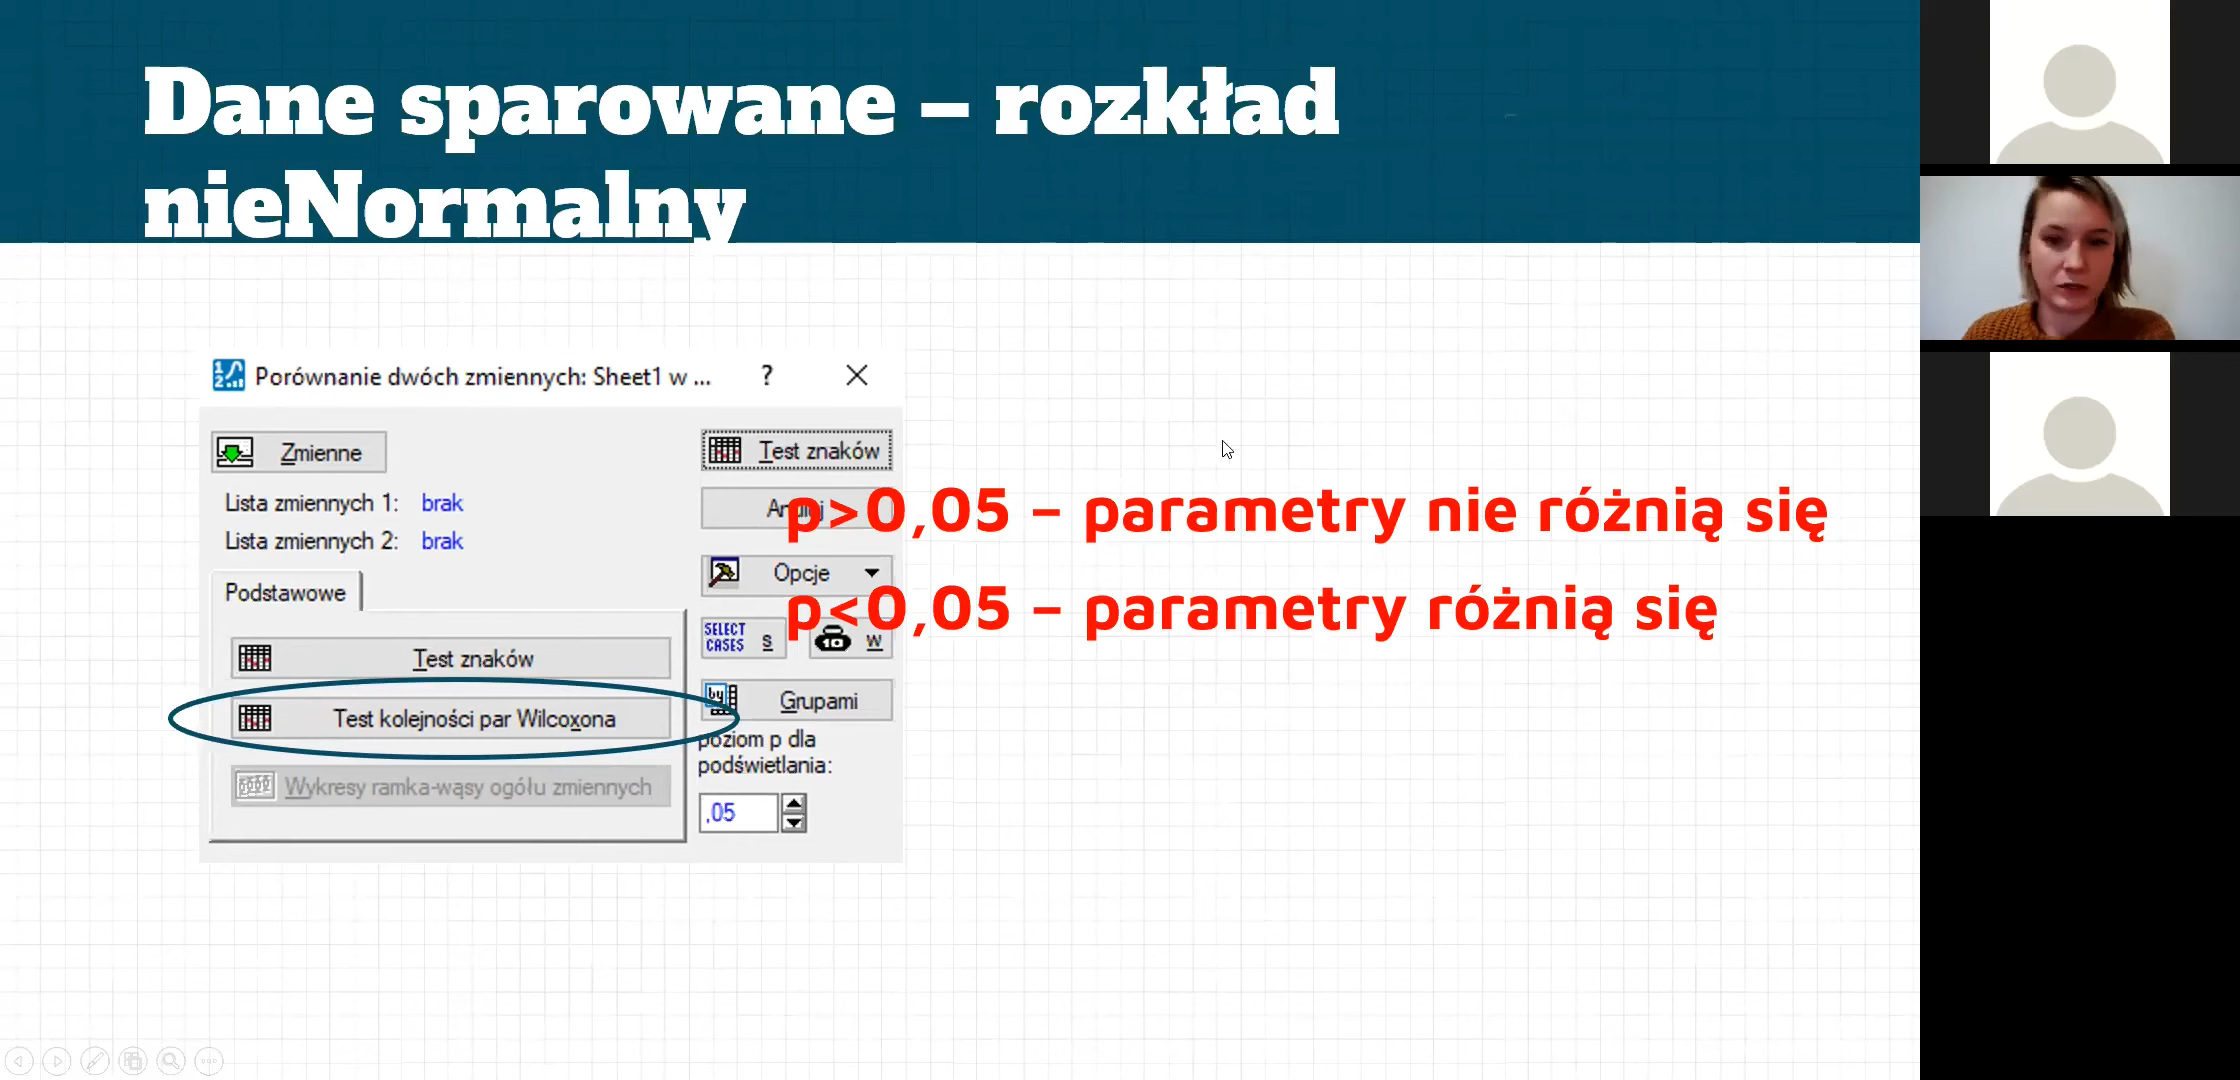 Dane sparowane – rozkład
nieNormalny
Porównanie dwóch zmiennych: Sheet1 w ...
?
Zmienne
Lista zmiennych 1: brak
Lista zmiennych 2: brak
Podstawowe
Test znaków
Test kolejności par Wilcoxona
Wykresy ramka-wąsy ogółu zmiennych
Test znaków
Anuluj
Opcje
SELECT
CASES
S
W
by
Grupami
poziom p dla
podświetlania:
,05
p>0,05 – parametry nie różnią się
p<0,05 – parametry różnią się